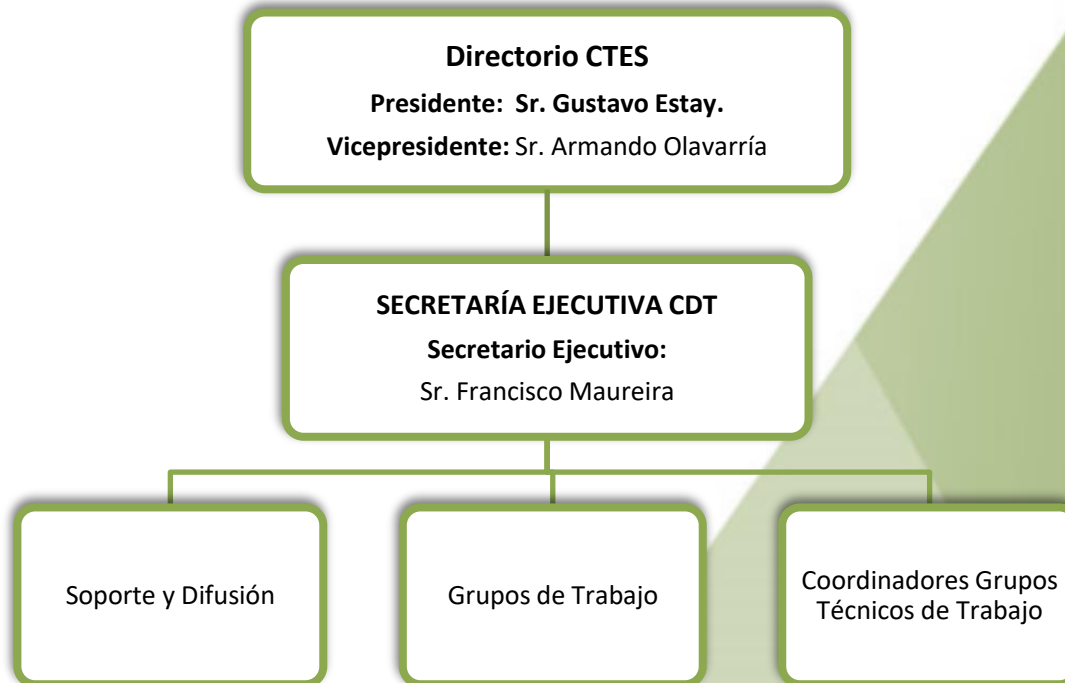 Directorio CTES
Presidente: Sr. Gustavo Estay.
Vicepresidente: Sr. Armando Olavarría
SECRETARÍA EJECUTIVA CDT
Secretario Ejecutivo:
Sr. Francisco Maureira
Soporte y Difusión
Grupos de Trabajo
Coordinadores Grupos
Técnicos de Trabajo